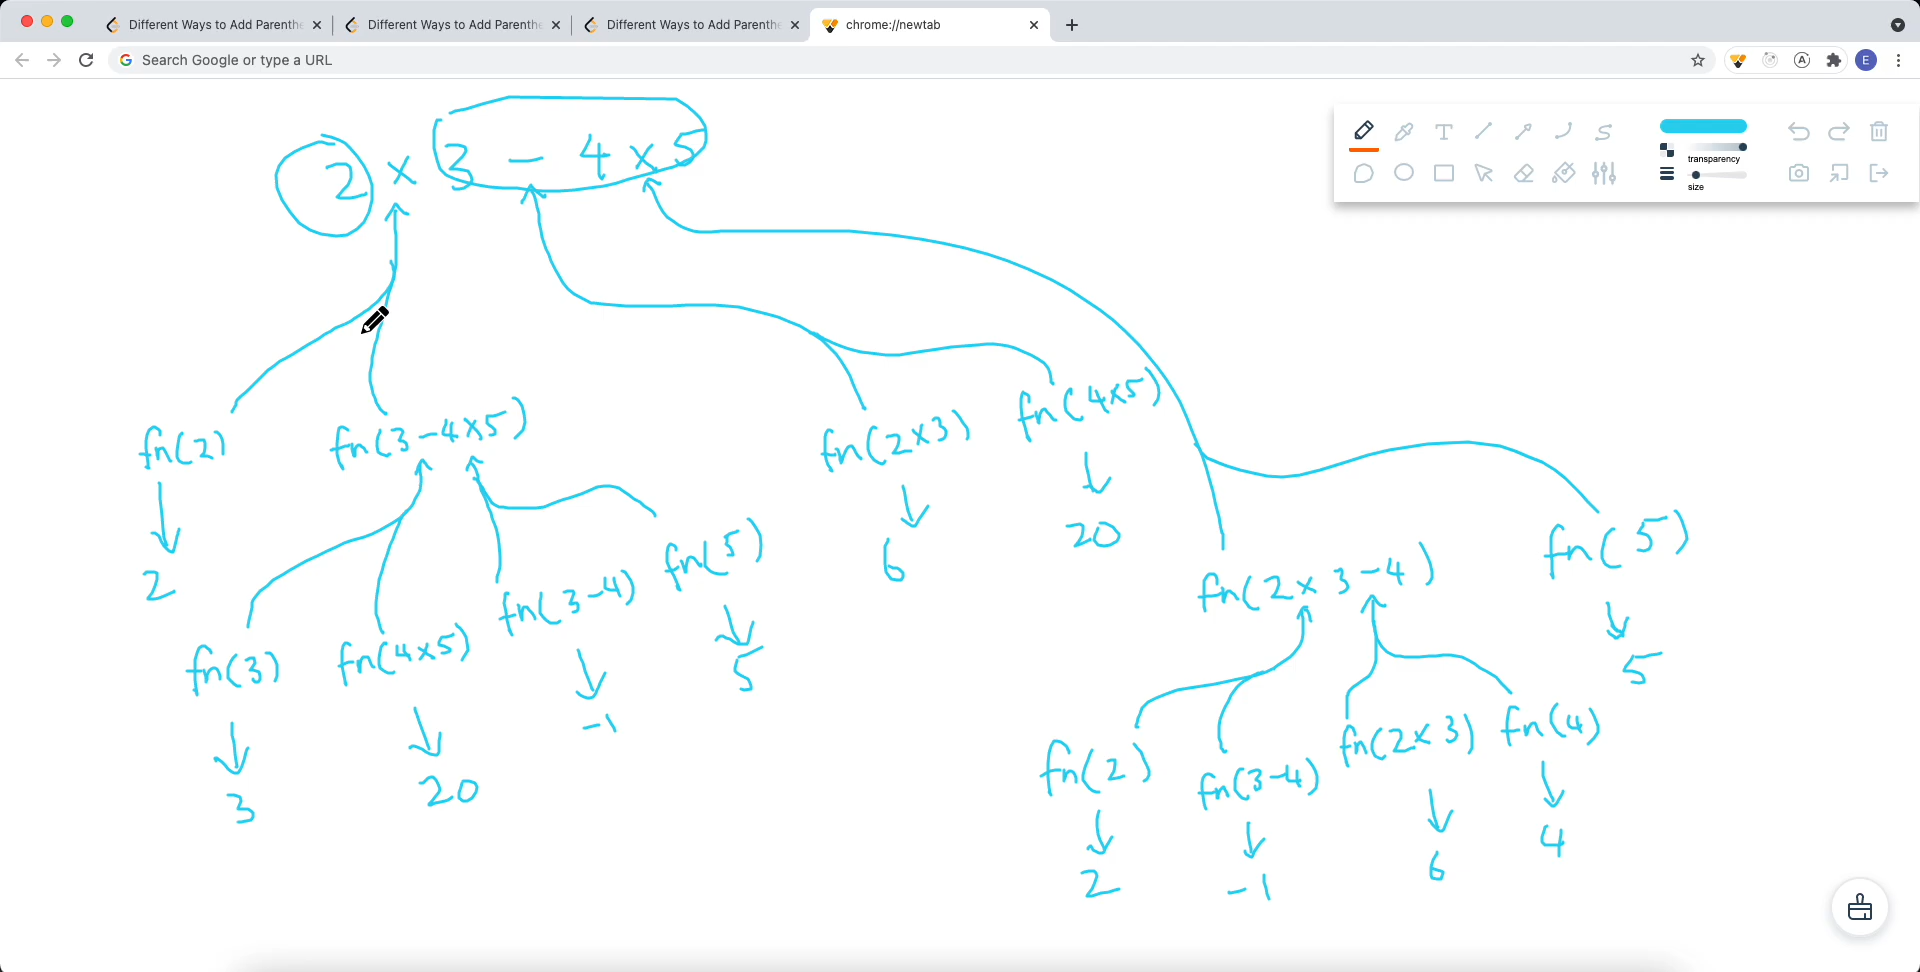 Different Ways to Add Parenthe
Different Ways to Add Parenthe
Different Ways to Add Parenthe
chrome://newtab
Search Google or type a URL
E
transparency
size
2 x 3 - 4 x 5
fn(2)
fn(3-4x5)
fn(2x3)
fn(4x5)
2
fn(3)
fn(4x5)
fn(3-4)
fn(5)
6
20
fn(2x3-4)
fn(5)
3
20
-1
5
5
fn(2)
fn(3-4)
fn(2x3)
fn(4)
2
-1
6
4